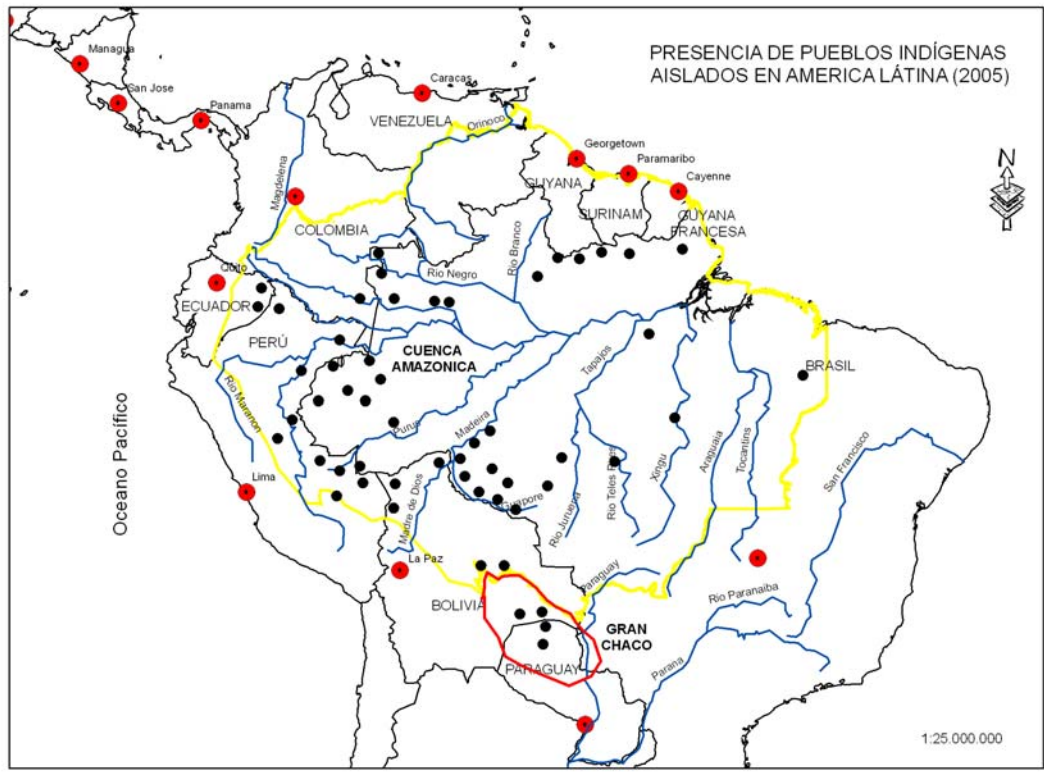 PRESENCIA DE PUEBLOS INDÍGENAS
AISLADOS EN AMERICA LÁTINA (2005)
Managua
San Jose
Panama
Caracas
VENEZUELA
Orinoco
Georgetown
Paramaribo
Cayenne
GUYANA
SURINAM
GUYANA
FRANCESA
N
Magdelena
COLOMBIA
Rio Branco
Rio Negro
Quito
ECUADOR
PERÚ
CUENCA
AMAZONICA
Tapajos
BRASIL
Rio Maranon
Purus
Madeira
Xingu
Araguaia
Tocantins
San Francisco
Oceano Pacífico
Lima
Madre de Dios
Guapore
Rio Juruena
Rio Teles Pires
La Paz
Paraguay
Rio Paranaiba
BOLIVIA
GRAN
CHACO
PARAGUAY
Parana
1:25.000.000